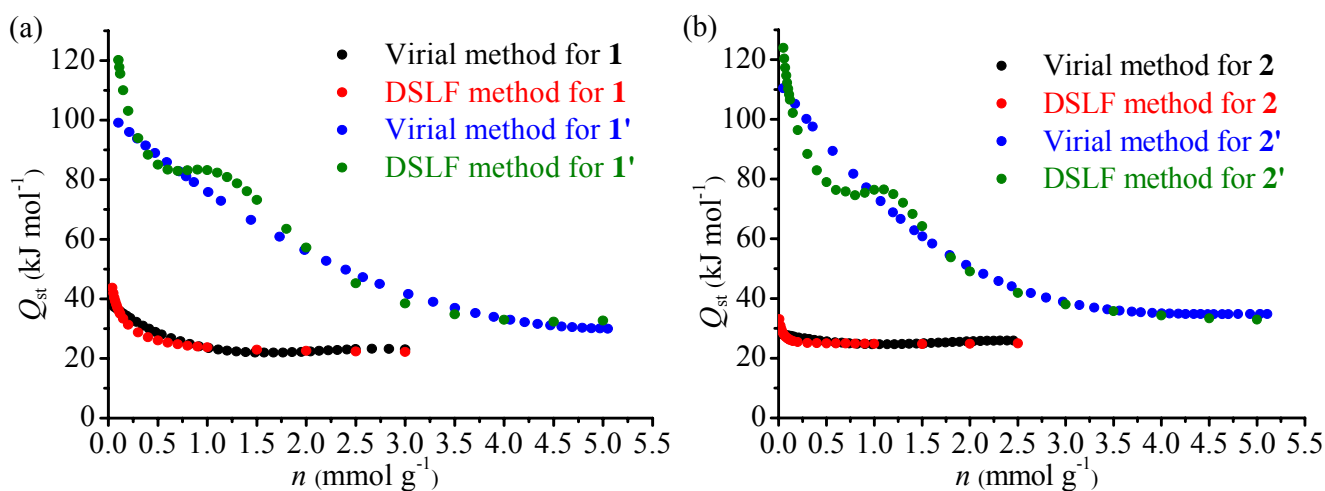 (a)
Virial method for 1
DSLF method for 1
Virial method for 1'
DSLF method for 1'
Qst (kJ mol-1)
120
100
80
60
40
20
0
0.0 0.5 1.0 1.5 2.0 2.5 3.0 3.5 4.0 4.5 5.0 5.5
n (mmol g-1)
(b)
Virial method for 2
DSLF method for 2
Virial method for 2'
DSLF method for 2'
Qst (kJ mol-1)
120
100
80
60
40
20
0
0.0 0.5 1.0 1.5 2.0 2.5 3.0 3.5 4.0 4.5 5.0 5.5
n (mmol g-1)